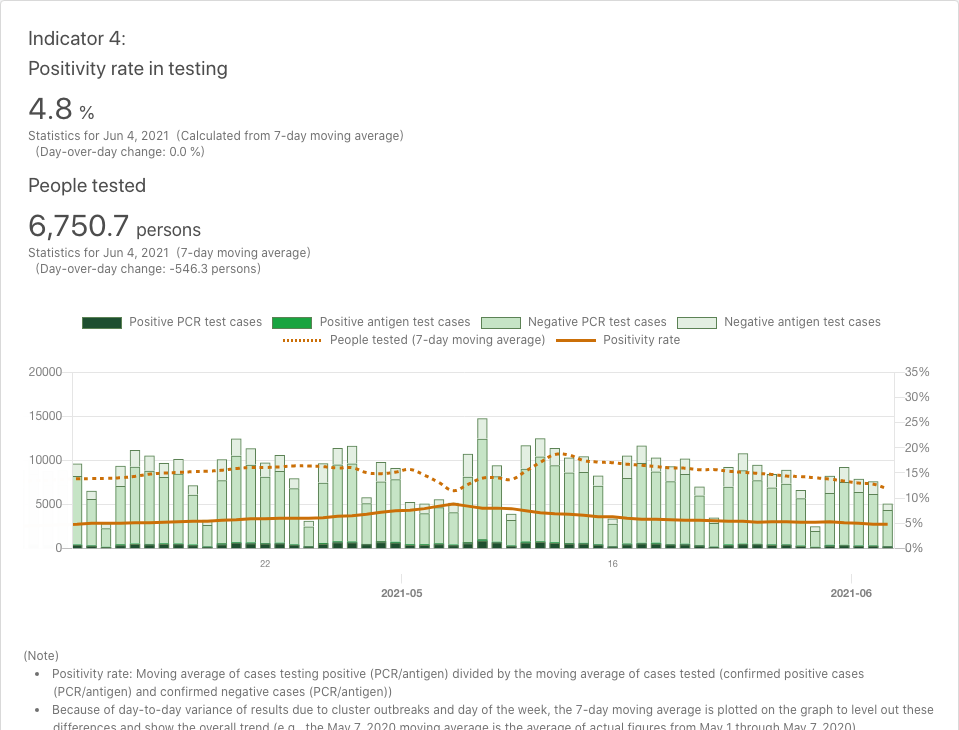 Indicator 4:
Positivity rate in testing
4.8 %
Statistics for Jun 4, 2021 (Calculated from 7-day moving average)
(Day-over-day change: 0.0 %)
People tested
6,750.7 persons
Statistics for Jun 4, 2021 (7-day moving average)
(Day-over-day change: -546.3 persons)
Positive PCR test cases Positive antigen test cases Negative PCR test cases Negative antigen test cases
People tested (7-day moving average) Positivity rate
20000 35%
30%
15000 25%
20%
10000 15%
10%
5000 5%
0 0%
22 16
2021-05 2021-06
(Note)
• Positivity rate: Moving average of cases testing positive (PCR/antigen) divided by the moving average of cases tested (confirmed positive cases
(PCR/antigen) and confirmed negative cases (PCR/antigen))
• Because of day-to-day variance of results due to cluster outbreaks and day of the week, the 7-day moving average is plotted on the graph to level out these
differences and show the overall trend (e.g., the May 7, 2020 moving average is the average of actual figures from May 1 through May 7, 2020)